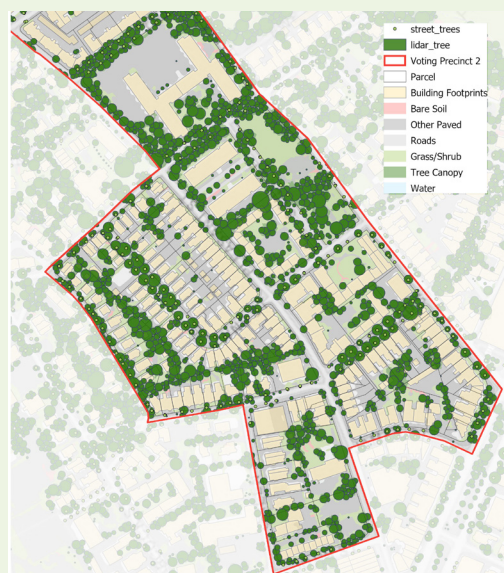 street_trees
lidar_tree
Voting Precinct 2
Parcel
Building Footprints
Bare Soil
Other Paved
Roads
Grass/Shrub
Tree Canopy
Water